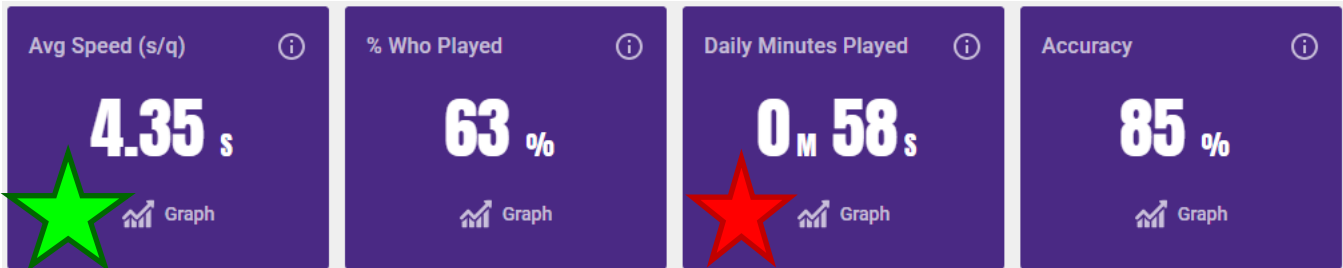 Avg Speed (s/q)
4.35 s
Graph
% Who Played
63 %
Graph
Daily Minutes Played
0 M 58 s
Graph
Accuracy
85 %
Graph